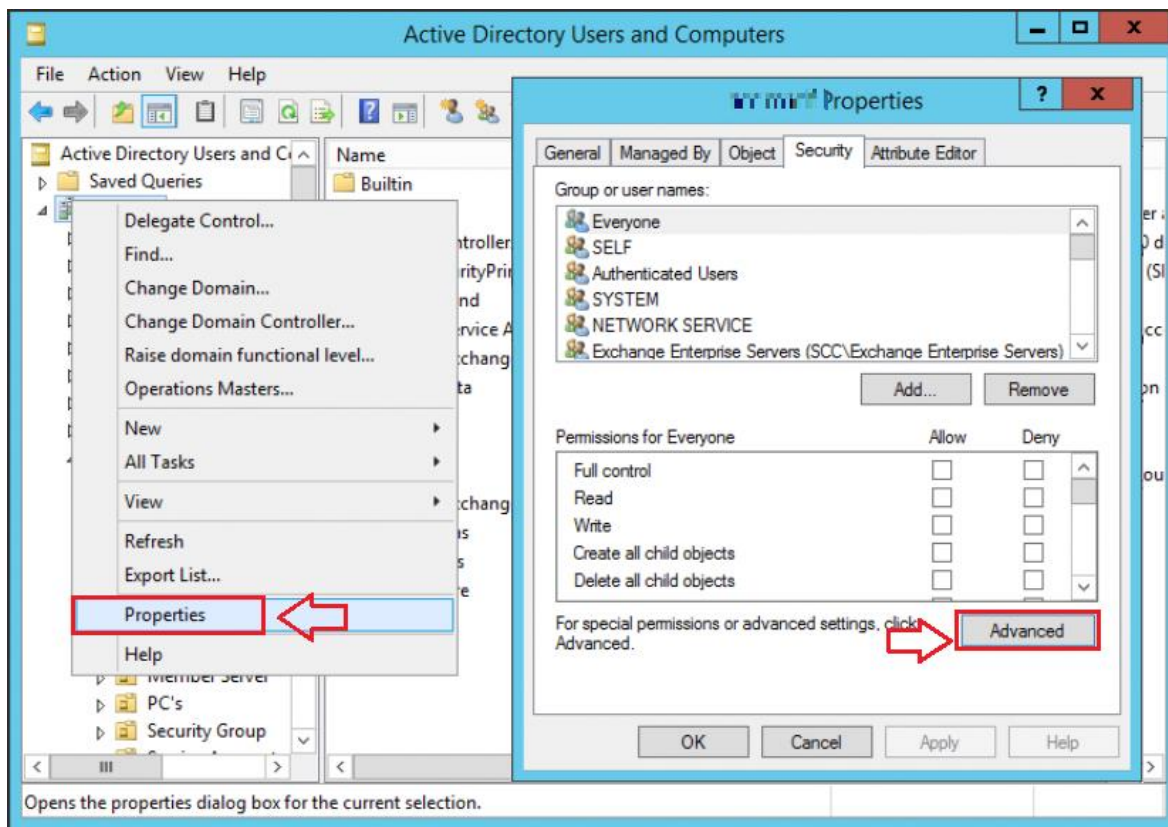 Active Directory Users and Computers
File Action View Help
Active Directory Users and C
Saved Queries
Name
Builtin
Delegate Control...
Find...
Change Domain...
Change Domain Controller...
Raise domain functional level...
Operations Masters...
New
All Tasks
View
Refresh
Export List...
Properties
Help
Member Server
PC's
Security Group
Opens the properties dialog box for the current selection.
Properties
General Managed By Object Security Attribute Editor
Group or user names:
Everyone
SELF
Authenticated Users
SYSTEM
NETWORK SERVICE
Exchange Enterprise Servers (SCC\Exchange Enterprise Servers)
Add... Remove
Permissions for Everyone Allow Deny
Full control
Read
Write
Create all child objects
Delete all child objects
For special permissions or advanced settings, click
Advanced.
Advanced
OK Cancel Apply Help